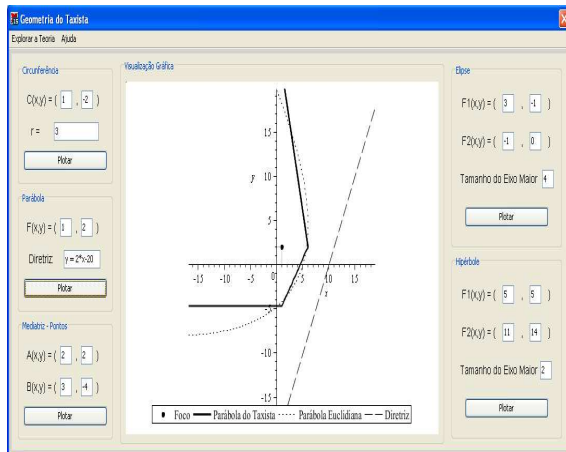 Geometria do Taxista
Explorar a Teoria Ajuda
Circunferência
C(x,y) = ( 1 , -2 )
r = 3
Plotar
Parábola
F(x,y) = ( 1 , 2 )
Diretriz y = 2*x-20
Plotar
Mediatriz - Pontos
A(x,y) = ( 2 , 2 )
B(x,y) = ( 3 , -4 )
Plotar
Visualização Gráfica
15
y 10
5
-15 -10 -5 0 5 10 15
x
-5
-10
-15
Foco Parábola do Taxista Parábola Euclidiana Diretriz
Elipse
F1(x,y) = ( 3 , -1 )
F2(x,y) = ( -1 , 0 )
Tamanho do Eixo Maior 4
Plotar
Hipérbole
F1(x,y) = ( 5 , 5 )
F2(x,y) = ( 11 , 14 )
Tamanho do Eixo Maior 2
Plotar